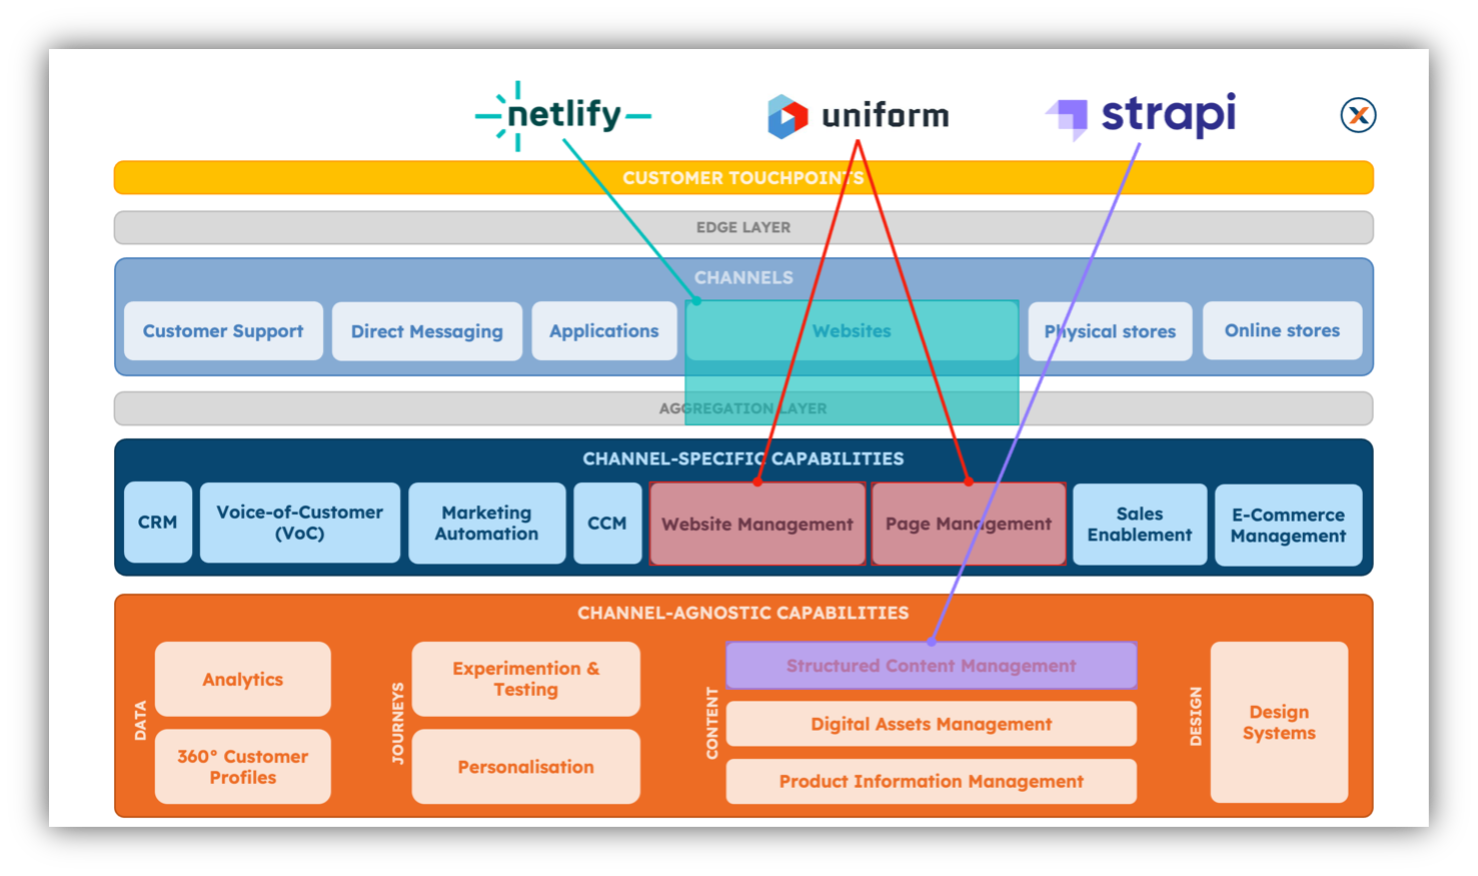 netlify
uniform
strapi
CUSTOMER TOUCHPOINTS
EDGE LAYER
CHANNELS
Customer Support
Direct Messaging
Applications
Websites
Physical stores
Online stores
AGGREGATION LAYER
CHANNEL-SPECIFIC CAPABILITIES
CRM
Voice-of-Customer
(VoC)
Marketing
Automation
CCM
Website Management
Page Management
Sales
Enablement
E-Commerce
Management
CHANNEL-AGNOSTIC CAPABILITIES
DATA
Analytics
360° Customer
Profiles
JOURNEYS
Experimention &
Testing
Personalisation
CONTENT
Structured Content Management
Digital Assets Management
Product Information Management
DESIGN
Design
Systems